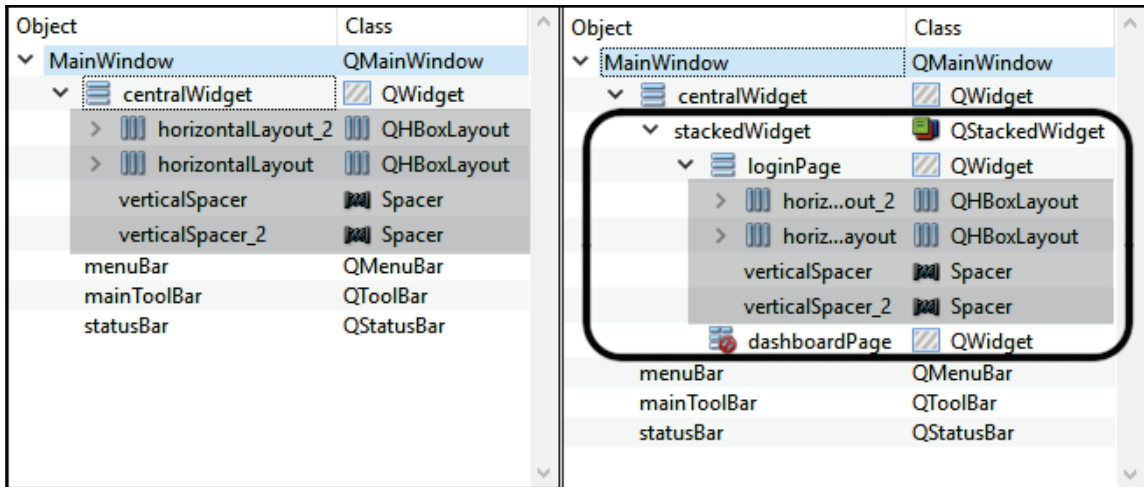 Object Class
MainWindow QMainWindow
centralWidget QWidget
horizontalLayout_2 QHBoxLayout
horizontalLayout QHBoxLayout
verticalSpacer Spacer
verticalSpacer_2 Spacer
menuBar QMenuBar
mainToolBar QToolBar
statusBar QStatusBar
Object Class
MainWindow QMainWindow
centralWidget QWidget
stackedWidget QStackedWidget
loginPage QWidget
horiz...out_2 QHBoxLayout
horiz...ayout QHBoxLayout
verticalSpacer Spacer
verticalSpacer_2 Spacer
dashboardPage QWidget
menuBar QMenuBar
mainToolBar QToolBar
statusBar QStatusBar